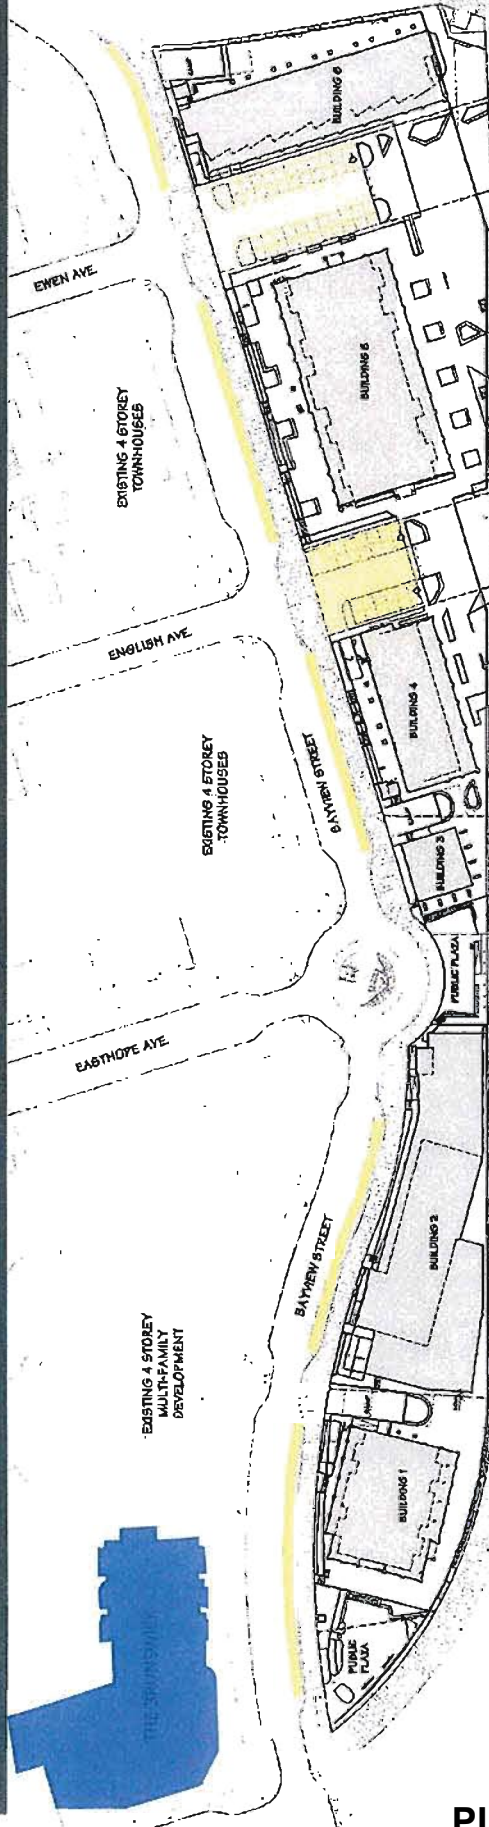 BUILDING 6
EWEN AVE.
BUILDING 5
EXISTING 4 STOREY
TOWNHOUSES
ENGLISH AVE.
BUILDING 4
EXISTING 4 STOREY
TOWNHOUSES
BAYVIEW STREET
BUILDING 3
PUBLIC PLAZA
EASTHOPE AVE.
BUILDING 2
BAYVIEW STREET
EXISTING 4 STOREY
MULTI-FAMILY
DEVELOPMENT
BUILDING 1
PUBLIC
PLAZA
Pl